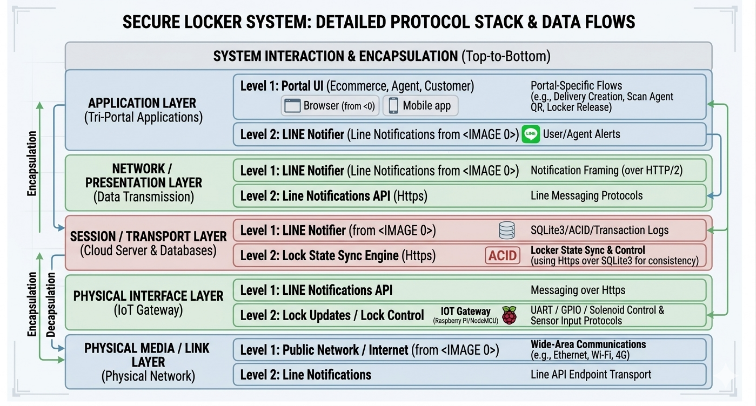 SECURE LOCKER SYSTEM: DETAILED PROTOCOL STACK & DATA FLOWS
SYSTEM INTERACTION & ENCAPSULATION (Top-to-Bottom)
APPLICATION LAYER
(Tri-Portal Applications)
Level 1: Portal UI (Ecommerce, Agent, Customer)
Browser (from <0)
Mobile app
Portal-Specific Flows
(e.g., Delivery Creation, Scan Agent
QR, Locker Release)
Level 2: LINE Notifier (Line Notifications from <IMAGE 0>)
LINE
User/Agent Alerts
Encapsulation
NETWORK /
PRESENTATION LAYER
(Data Transmission)
Level 1: LINE Notifier (Line Notifications from <IMAGE 0>)
Notification Framing (over HTTP/2)
Level 2: Line Notifications API (Https)
Line Messaging Protocols
SESSION / TRANSPORT LAYER
(Cloud Server & Databases)
Level 1: LINE Notifier (from <IMAGE 0>)
SQLite3/ACID/Transaction Logs
Level 2: Lock State Sync Engine (Https)
ACID
Locker State Sync & Control
(using Https over SQLite3 for consistency)
Encapsulation
Decapsulation
PHYSICAL INTERFACE LAYER
(IoT Gateway)
Level 1: LINE Notifications API
Messaging over Https
Level 2: Lock Updates / Lock Control
IOT Gateway
(Raspberry PI/NodeMCU)
UART / GPIO / Solenoid Control &
Sensor Input Protocols
PHYSICAL MEDIA / LINK
LAYER
(Physical Network)
Level 1: Public Network / Internet (from <IMAGE 0>)
Wide-Area Communications
(e.g., Ethernet, Wi-Fi, 4G)
Level 2: Line Notifications
Line API Endpoint Transport